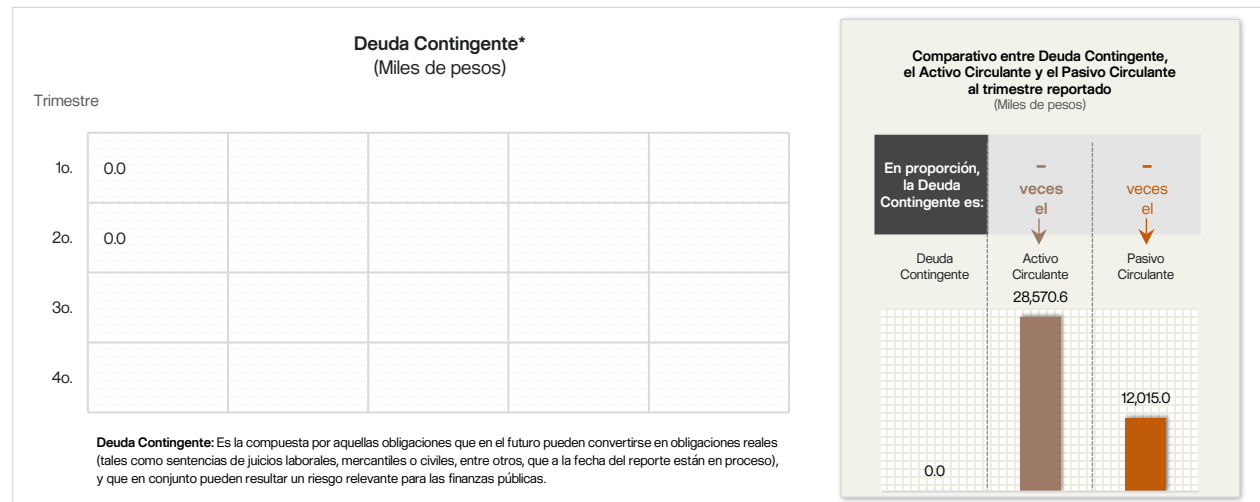 Deuda Contingente*
(Miles de pesos)
Trimestre
1o. 0.0
2o. 0.0
3o.
4o.
Deuda Contingente: Es la compuesta por aquellas obligaciones que en el futuro pueden convertirse en obligaciones reales
(tales como sentencias de juicios laborales, mercantiles o civiles, entre otros, que a la fecha del reporte están en proceso),
y que en conjunto pueden resultar un riesgo relevante para las finanzas públicas.
Comparativo entre Deuda Contingente,
el Activo Circulante y el Pasivo Circulante
al trimestre reportado
(Miles de pesos)
En proporción,
la Deuda
Contingente es:
–
veces
el
–
veces
el
Deuda
Contingente
Activo
Circulante
Pasivo
Circulante
28,570.6
12,015.0
0.0